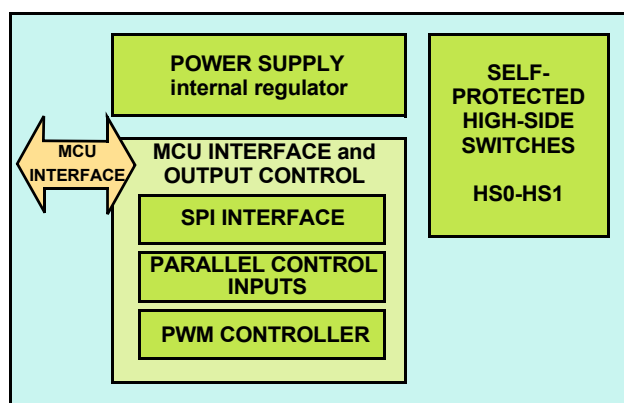 POWER SUPPLY
internal regulator
SELF-
PROTECTED
HIGH-SIDE
SWITCHES
HS0-HS1
MCU
INTERFACE
MCU INTERFACE and
OUTPUT CONTROL
SPI INTERFACE
PARALLEL CONTROL
INPUTS
PWM CONTROLLER